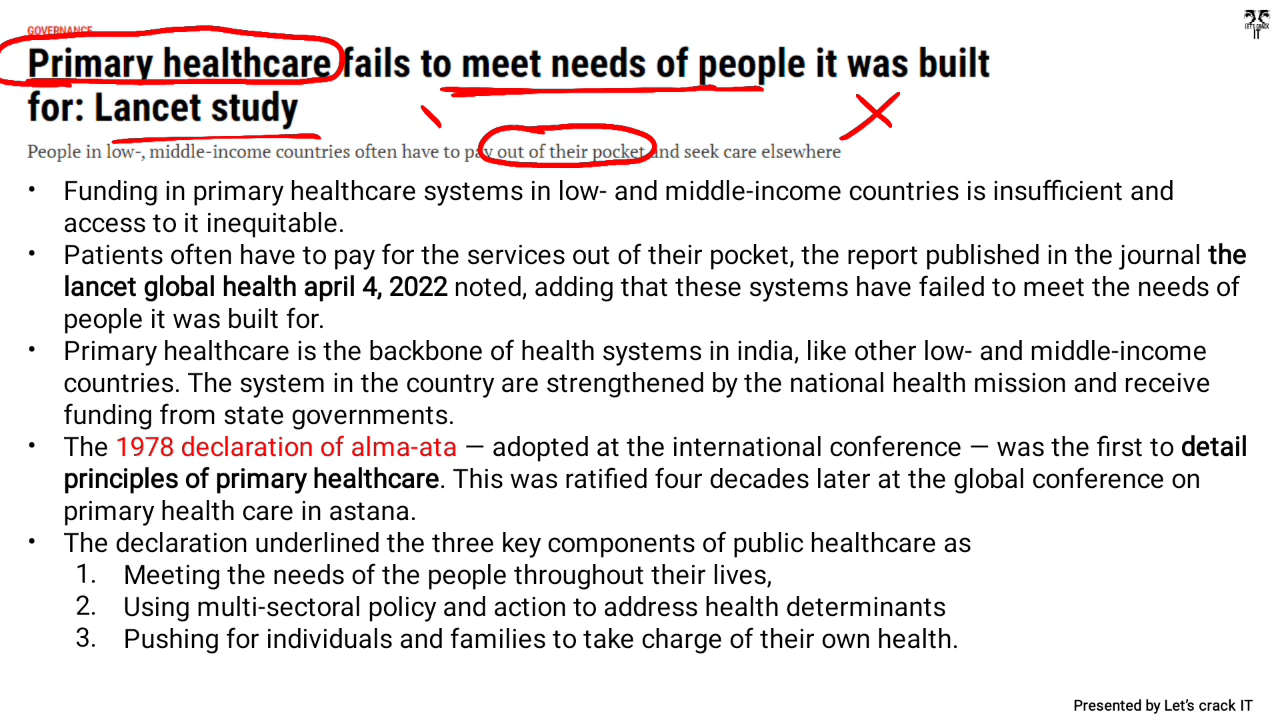 GOVERNANCE
Primary healthcare fails to meet needs of people it was built
for: Lancet study
People in low-, middle-income countries often have to pay out of their pocket and seek care elsewhere
LET'S CRACK
IT
• Funding in primary healthcare systems in low- and middle-income countries is insufficient and
access to it inequitable.
• Patients often have to pay for the services out of their pocket, the report published in the journal the
lancet global health april 4, 2022 noted, adding that these systems have failed to meet the needs of
people it was built for.
• Primary healthcare is the backbone of health systems in india, like other low- and middle-income
countries. The system in the country are strengthened by the national health mission and receive
funding from state governments.
• The 1978 declaration of alma-ata — adopted at the international conference — was the first to detail
principles of primary healthcare. This was ratified four decades later at the global conference on
primary health care in astana.
• The declaration underlined the three key components of public healthcare as
1. Meeting the needs of the people throughout their lives,
2. Using multi-sectoral policy and action to address health determinants
3. Pushing for individuals and families to take charge of their own health.
Presented by Let's crack IT